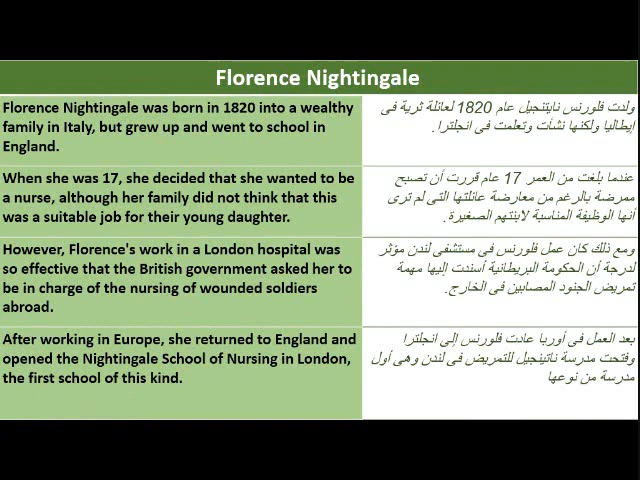 Florence Nightingale
Florence Nightingale was born in 1820 into a wealthy
family in Italy, but grew up and went to school in
England.
ولدت فلورنس نايتنجيل عام 1820 لعائلة ثرية فى
إيطاليا ولكنها نشأت وتعلمت فى انجلترا.
When she was 17, she decided that she wanted to be
a nurse, although her family did not think that this
was a suitable job for their young daughter.
عندما بلغت من العمر 17 عام قررت أن تصبح
ممرضة بالرغم من معارضة عائلتها التى لم ترى
أنها الوظيفة المناسبة لابنتهم الصغيرة.
However, Florence's work in a London hospital was
so effective that the British government asked her to
be in charge of the nursing of wounded soldiers
abroad.
ومع ذلك كان عمل فلورنس فى مستشفى لندن مؤثر
لدرجة أن الحكومة البريطانية أسندت إليها مهمة
تمريض الجنود المصابين فى الخارج.
After working in Europe, she returned to England and
opened the Nightingale School of Nursing in London,
the first school of this kind.
بعد العمل فى أوربا عادت فلورنس إلى انجلترا
وفتحت مدرسة ناتينجيل للتمريض فى لندن وهى أول
مدرسة من نوعها